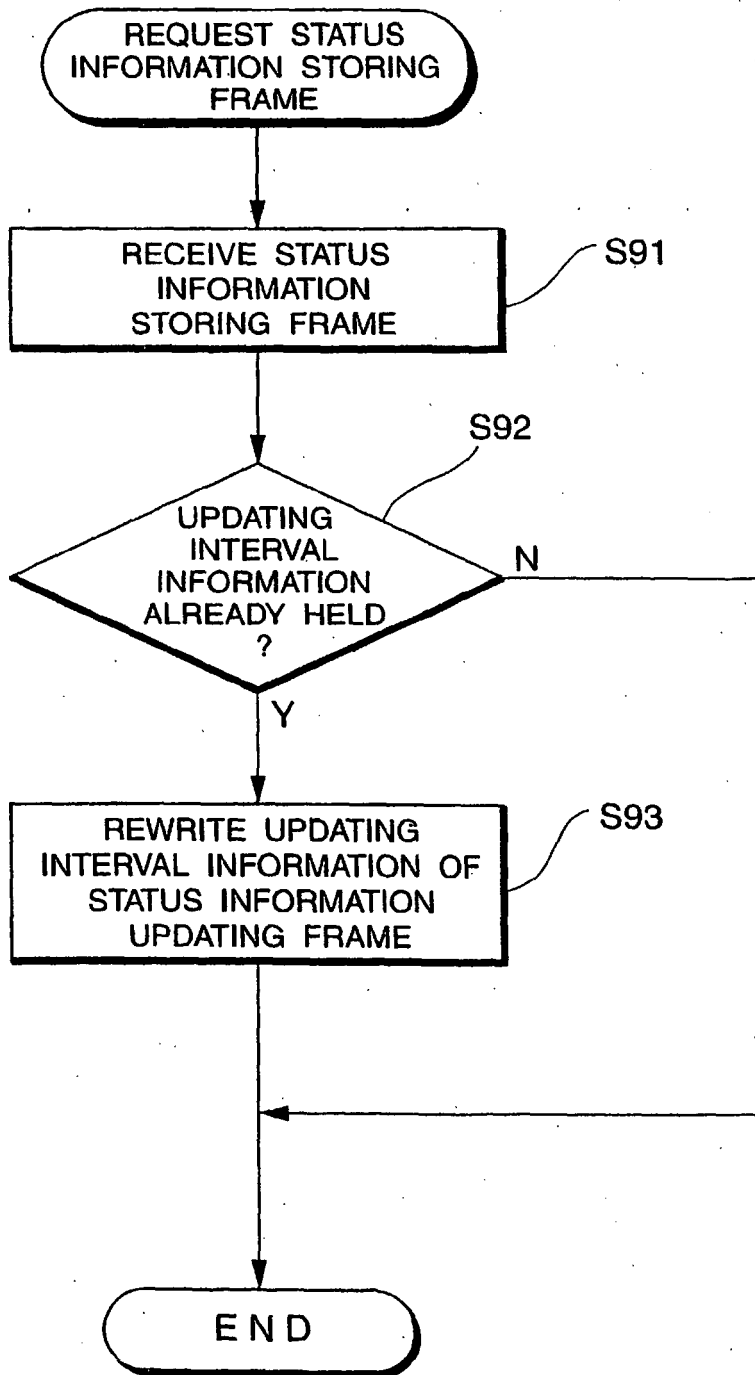 REQUEST STATUS
INFORMATION STORING
FRAME
RECEIVE STATUS
INFORMATION
STORING FRAME
S91
S92
UPDATING
INTERVAL
INFORMATION
ALREADY HELD
?
N
Y
REWRITE UPDATING
INTERVAL INFORMATION OF
STATUS INFORMATION
UPDATING FRAME
S93
END